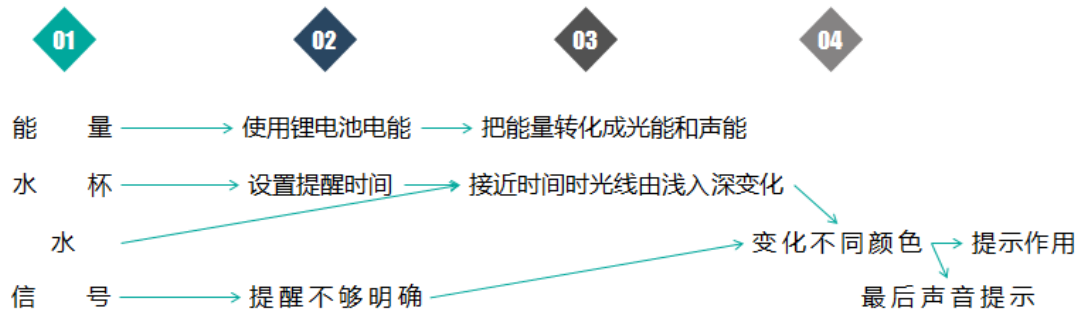 01 02 03 04
能 量 使用锂电池电能 把能量转化成光能和声能
水 杯 设置提醒时间 接近时间时光线由浅入深变化
水 变化不同颜色 提示作用
信 号 提醒不够明确 最后声音提示